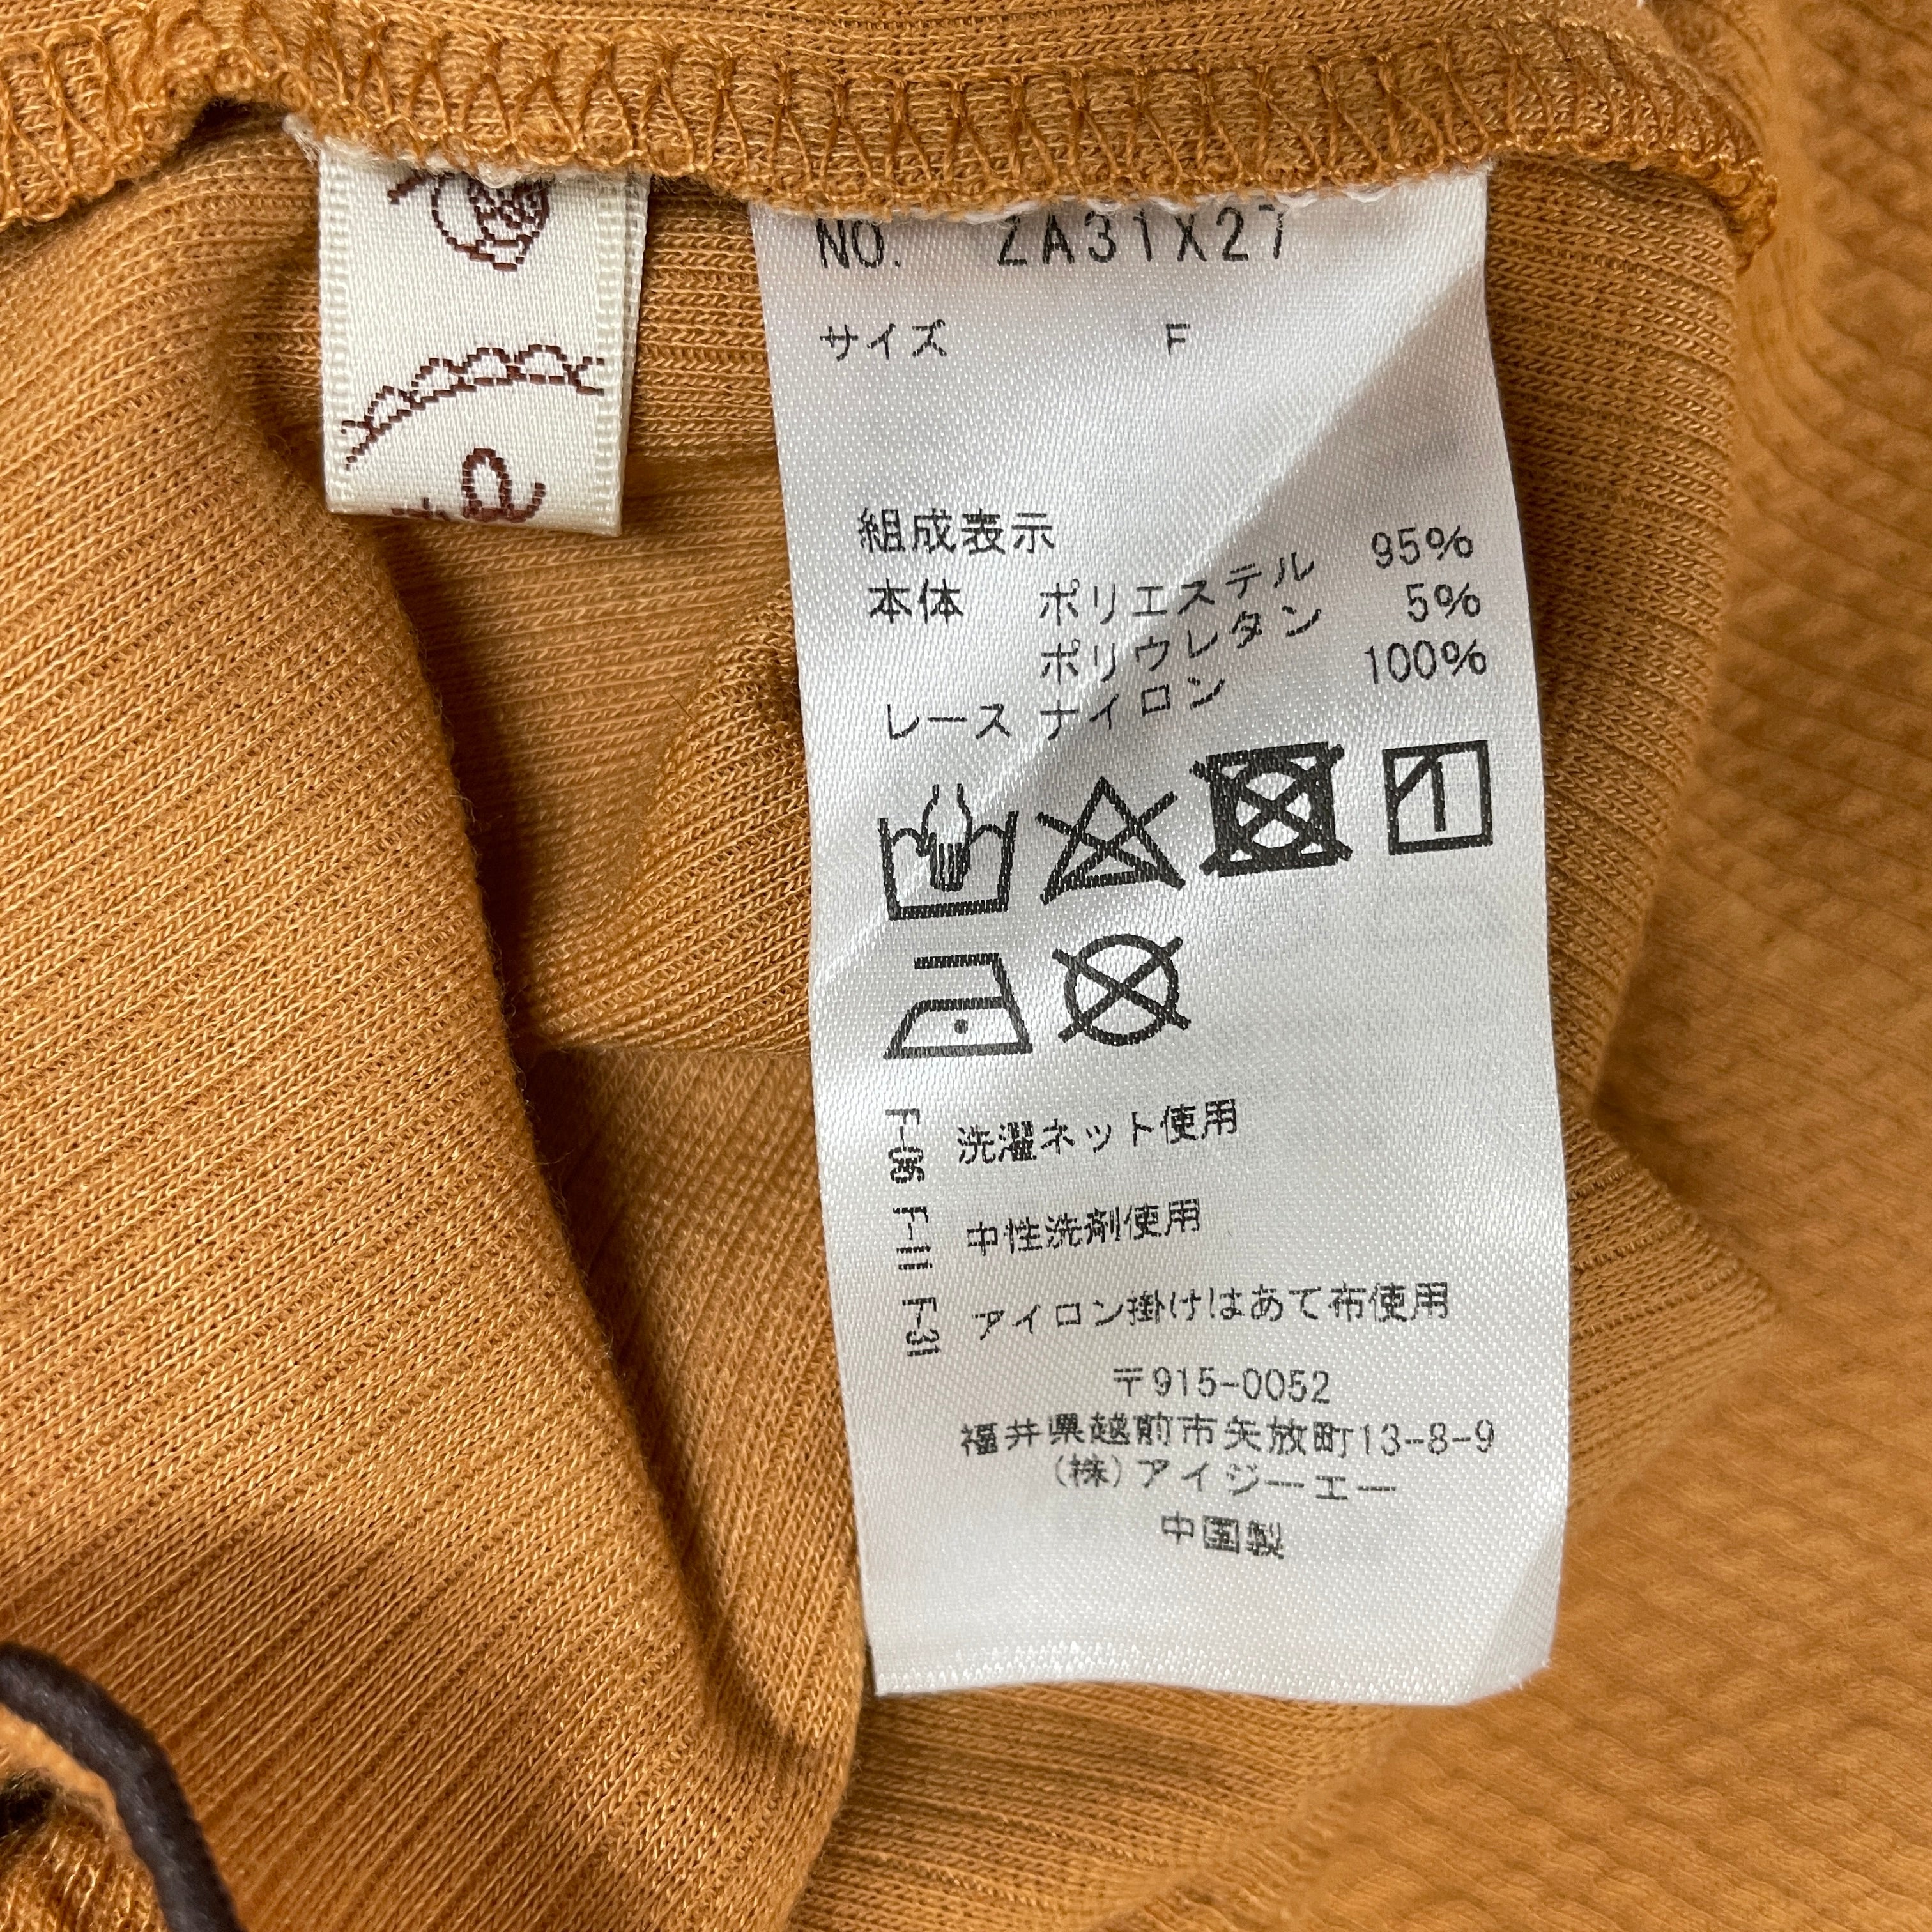 NO. ZA31X27
サイズ F
組成表示
本体 ポリエステル 95%
ポリウレタン 5%
レース ナイロン 100%
F-06 洗濯ネット使用
F-11 中性洗剤使用
F-31 アイロン掛けはあて布使用
〒915-0052
福井県越前市矢放町13-8-9
(株)アイジーエー
中国製